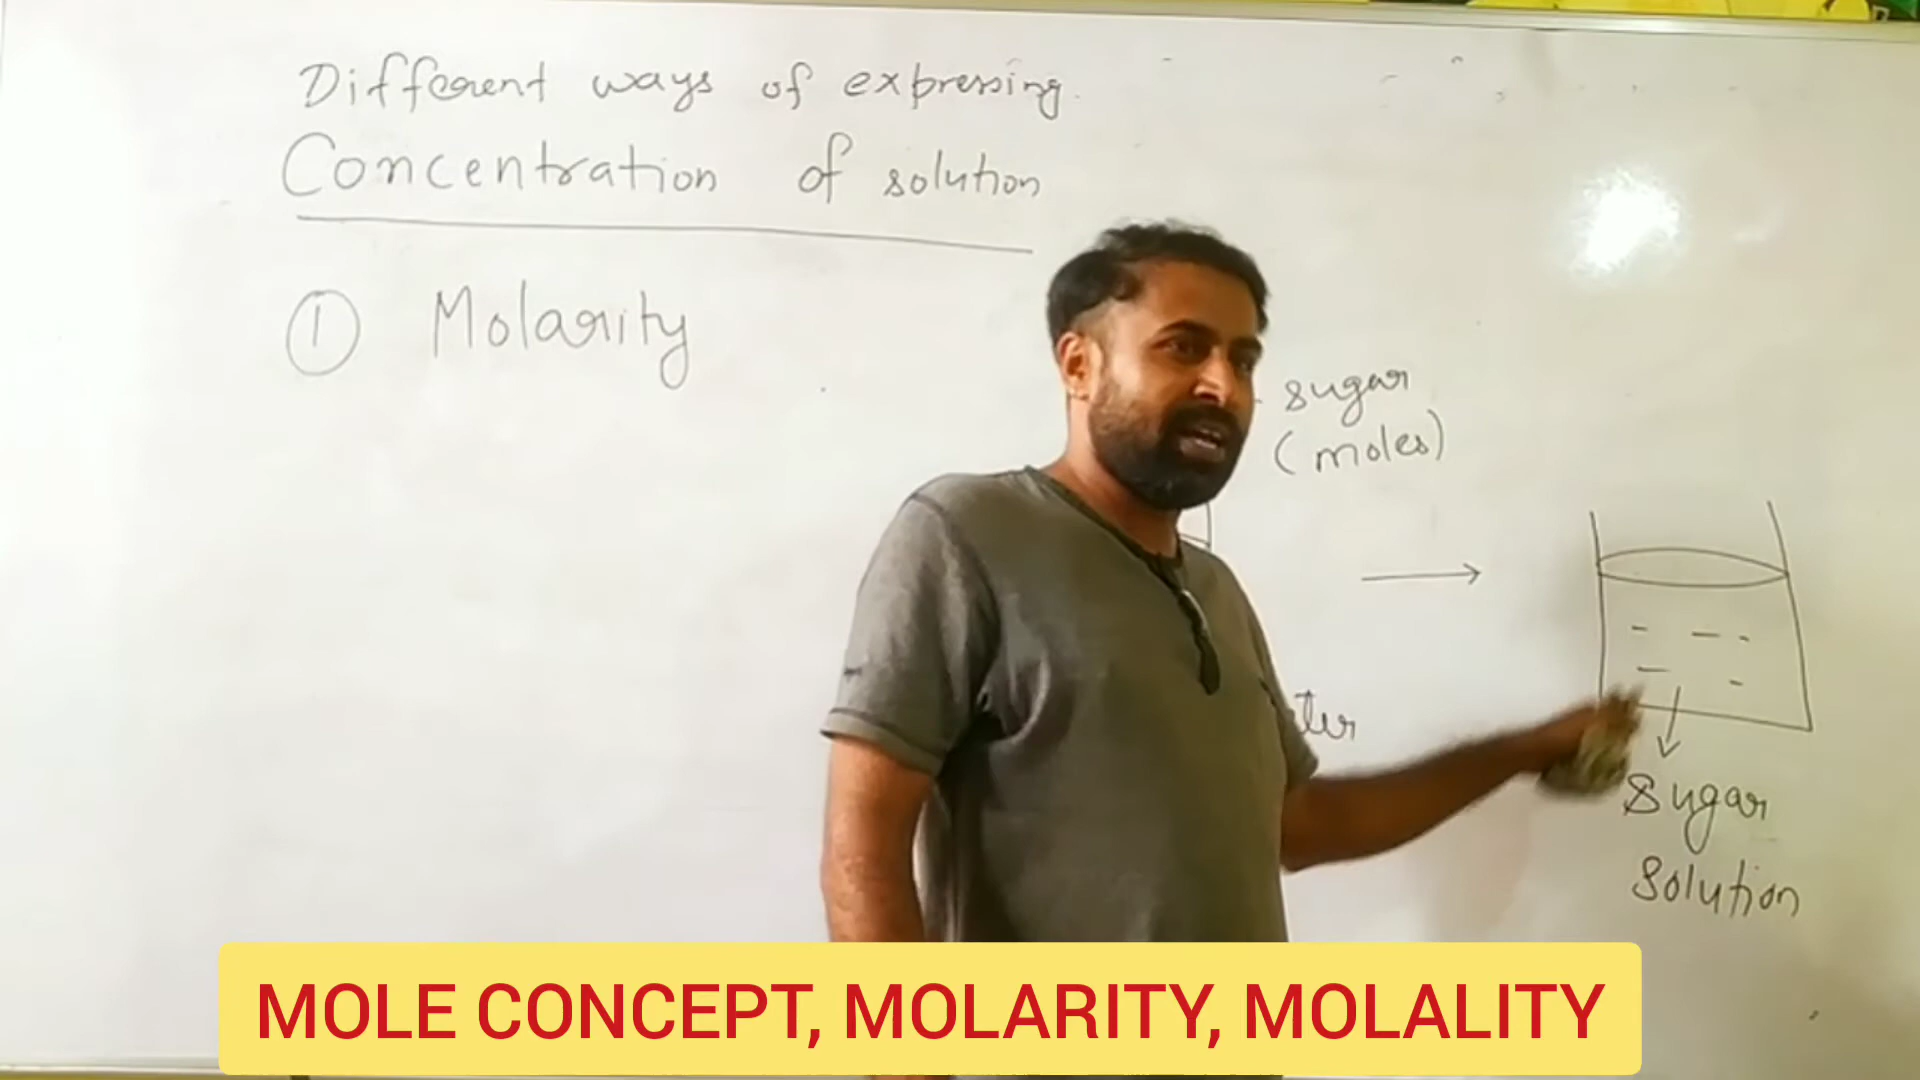 Different ways of expressing
Concentration of solution
① Molarity
sugar
(moles)
sugar
solution
MOLE CONCEPT, MOLARITY, MOLALITY